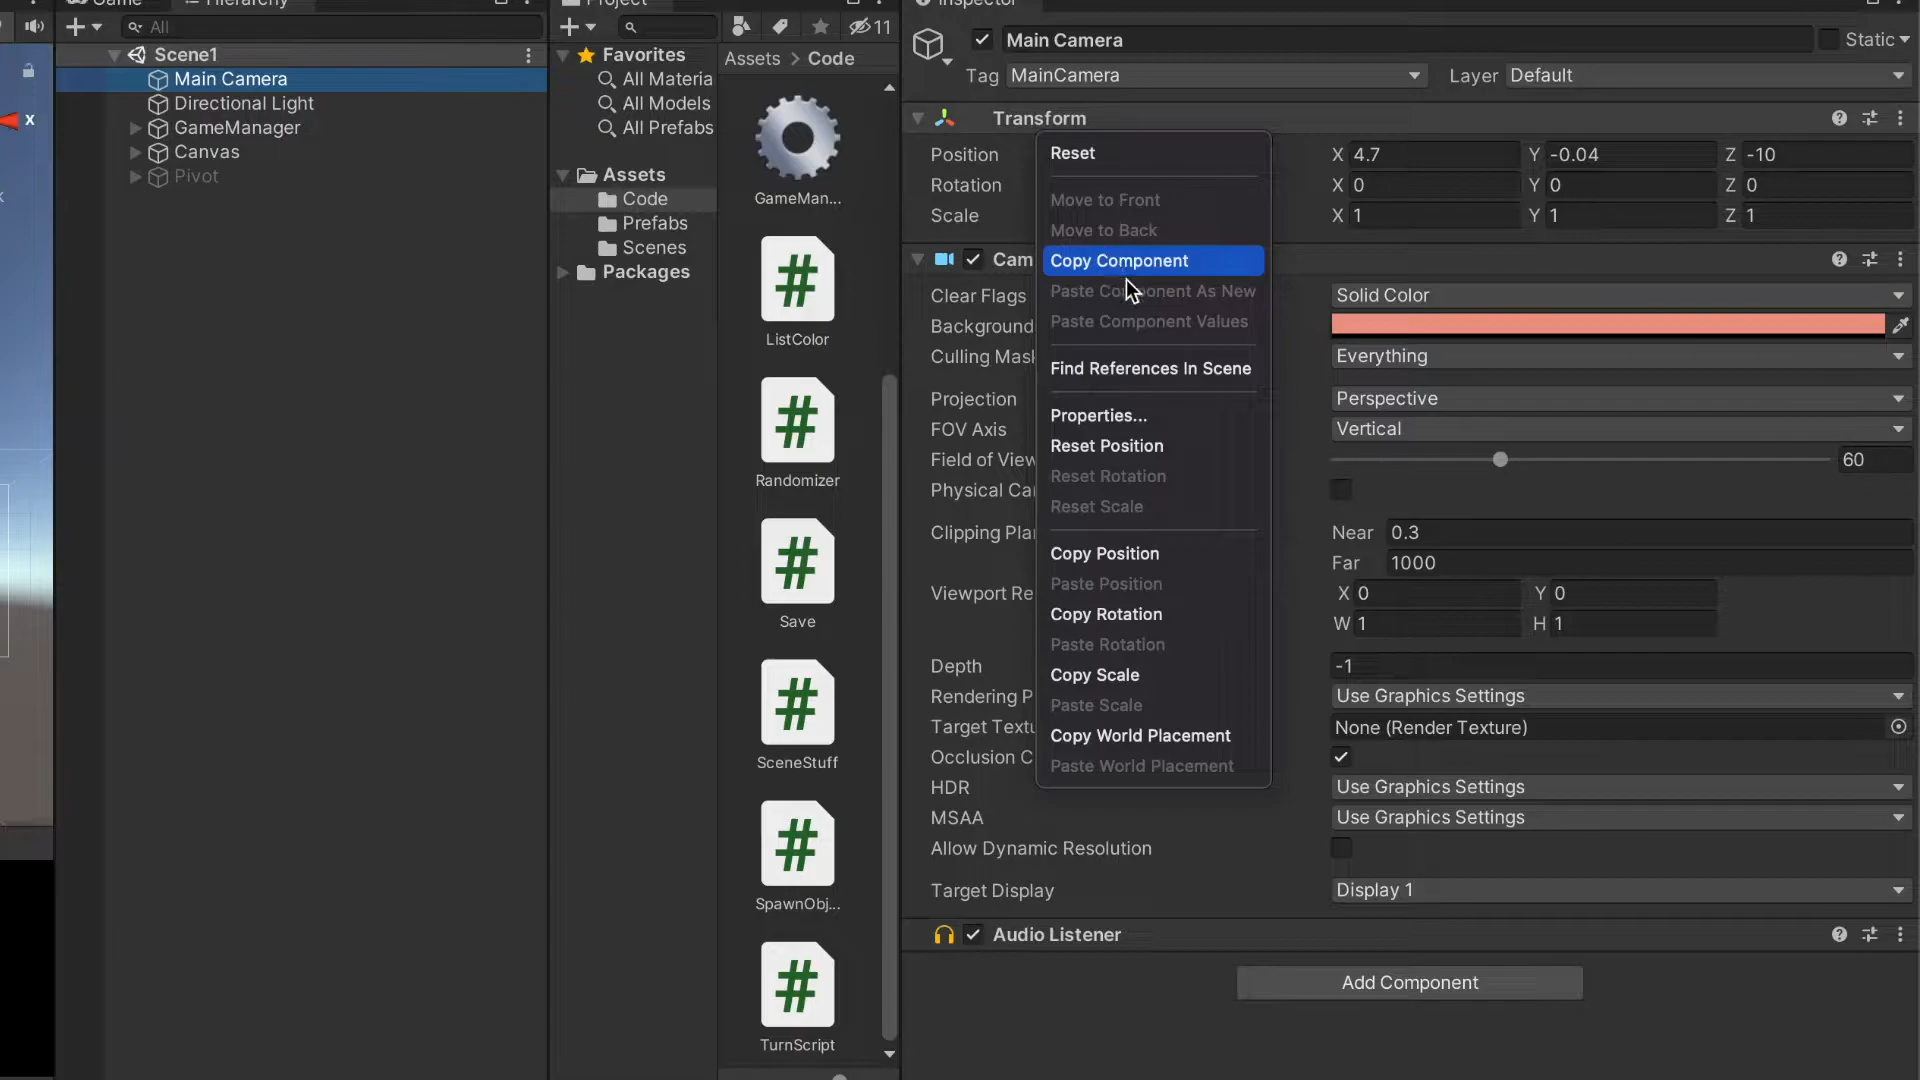 Game
Hierarchy
All
Scene1
Main Camera
Directional Light
GameManager
Canvas
Pivot
x
Project
11
Favorites
All Materia
All Models
All Prefabs
Assets
Code
Prefabs
Scenes
Packages
Assets > Code
GameMan...
ListColor
Randomizer
Save
SceneStuff
SpawnObj...
TurnScript
Inspector
Main Camera
Static
Tag MainCamera Layer Default
Transform
Position X 4.7 Y -0.04 Z -10
Rotation X 0 Y 0 Z 0
Scale X 1 Y 1 Z 1
Cam
Clear Flags Solid Color
Background
Culling Mask Everything
Projection Perspective
FOV Axis Vertical
Field of View 60
Physical Ca
Clipping Pla Near 0.3
Far 1000
Viewport Re X 0 Y 0
W 1 H 1
Depth -1
Rendering P Use Graphics Settings
Target Textu None (Render Texture)
Occlusion C
HDR Use Graphics Settings
MSAA Use Graphics Settings
Allow Dynamic Resolution
Target Display Display 1
Audio Listener
Add Component
Reset
Move to Front
Move to Back
Copy Component
Paste Component As New
Paste Component Values
Find References In Scene
Properties...
Reset Position
Reset Rotation
Reset Scale
Copy Position
Paste Position
Copy Rotation
Paste Rotation
Copy Scale
Paste Scale
Copy World Placement
Paste World Placement